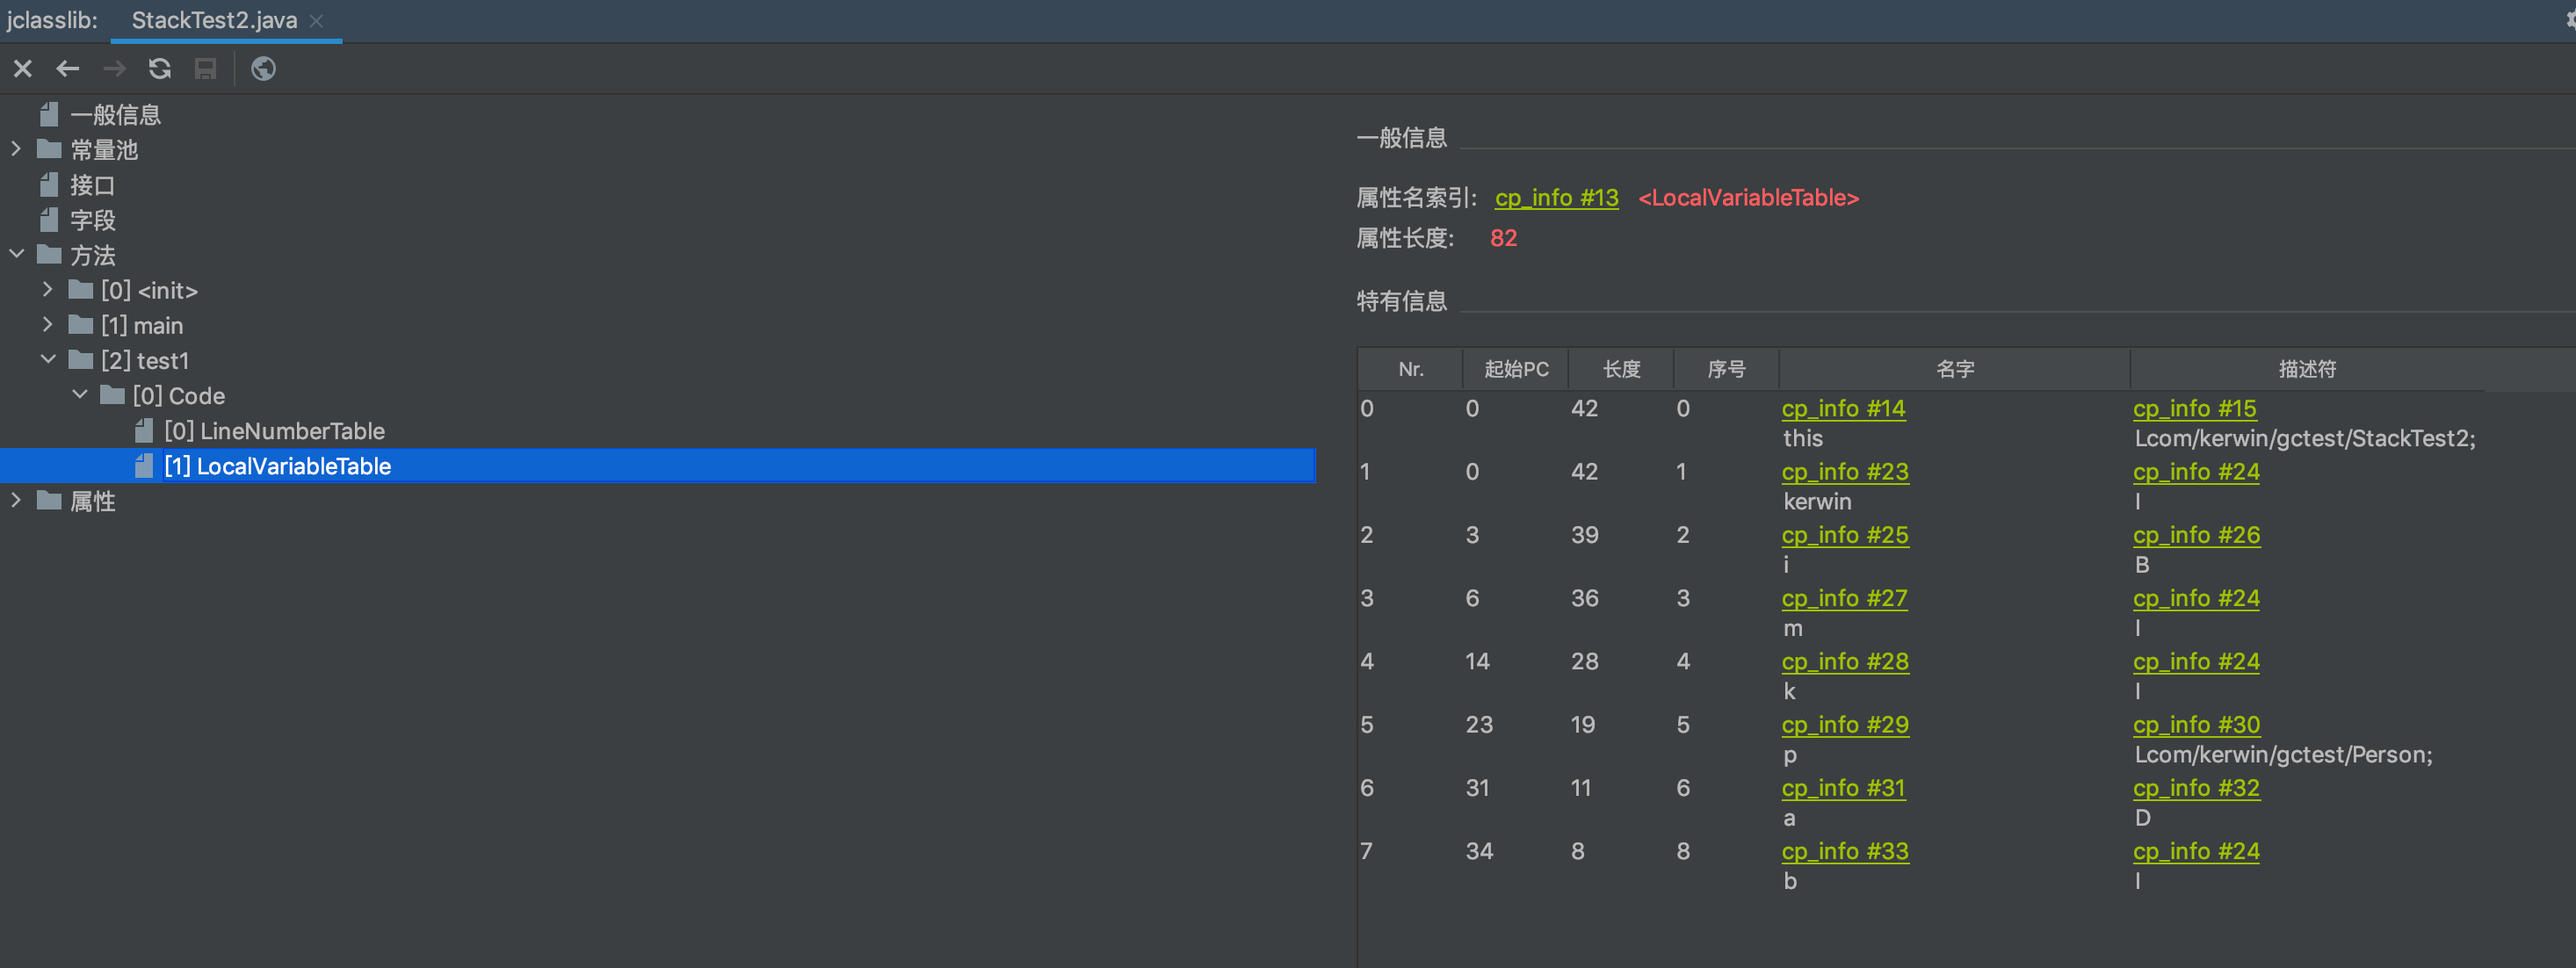 jclasslib: StackTest2.java
一般信息
常量池
接口
字段
方法
[0] <init>
[1] main
[2] test1
[0] Code
[0] LineNumberTable
[1] LocalVariableTable
属性
一般信息
属性名索引: cp_info #13 <LocalVariableTable>
属性长度: 82
特有信息
Nr. 起始PC 长度 序号 名字 描述符
0 0 42 0 cp_info #14 cp_info #15
this Lcom/kerwin/gctest/StackTest2;
1 0 42 1 cp_info #23 cp_info #24
kerwin I
2 3 39 2 cp_info #25 cp_info #26
i B
3 6 36 3 cp_info #27 cp_info #24
m I
4 14 28 4 cp_info #28 cp_info #24
k I
5 23 19 5 cp_info #29 cp_info #30
p Lcom/kerwin/gctest/Person;
6 31 11 6 cp_info #31 cp_info #32
a D
7 34 8 8 cp_info #33 cp_info #24
b I